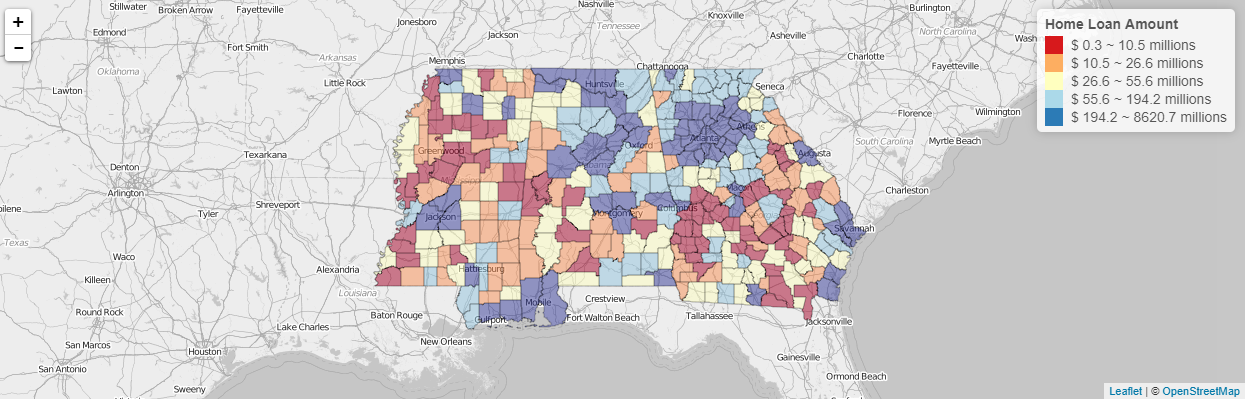 +
−
Home Loan Amount
$ 0.3 ~ 10.5 millions
$ 10.5 ~ 26.6 millions
$ 26.6 ~ 55.6 millions
$ 55.6 ~ 194.2 millions
$ 194.2 ~ 8620.7 millions
Stillwater
Broken Arrow
Fayetteville
Nashville
Burlington
Jonesboro
Knoxville
Tennessee
North Carolina
Edmond
Jackson
Asheville
Fort Smith
Charlotte
Memphis
Chattanooga
Fayetteville
Oklahoma
Arkansas
Little Rock
Huntsville
Seneca
Lawton
Florence
Wilmington
Atlanta
Athens
South Carolina
Myrtle Beach
Greenwood
Oxford
Augusta
Texarkana
Denton
Arlington
Macon
Charleston
Shreveport
Tyler
Jackson
Montgomery
Columbus
Georgia
Texas
Savannah
Waco
Alexandria
Hattiesburg
Killeen
Louisiana
Crestview
Mobile
Round Rock
Baton Rouge
Gulfport
Fort Walton Beach
Tallahassee
Jacksonville
Lake Charles
San Marcos
Houston
New Orleans
Gainesville
San Antonio
Ormond Beach
Sweeny
Leaflet | © OpenStreetMap